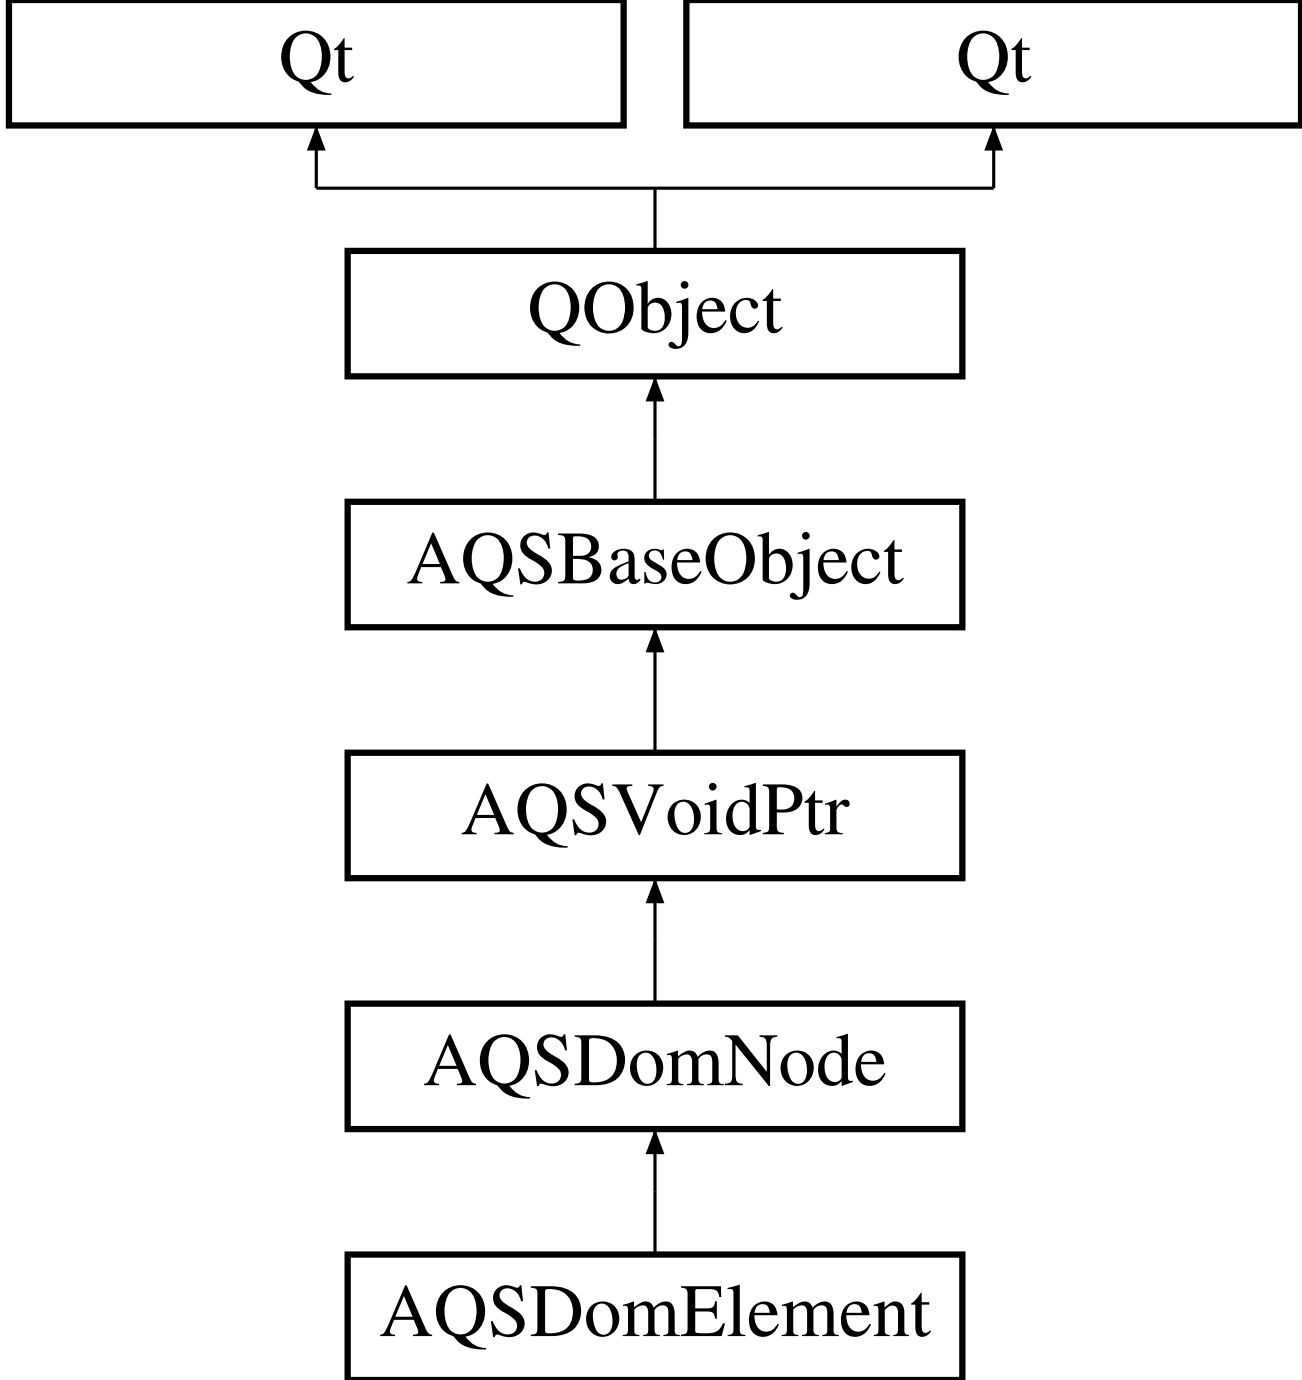 Qt
Qt
QObject
AQSBaseObject
AQSVoidPtr
AQSDomNode
AQSDomElement